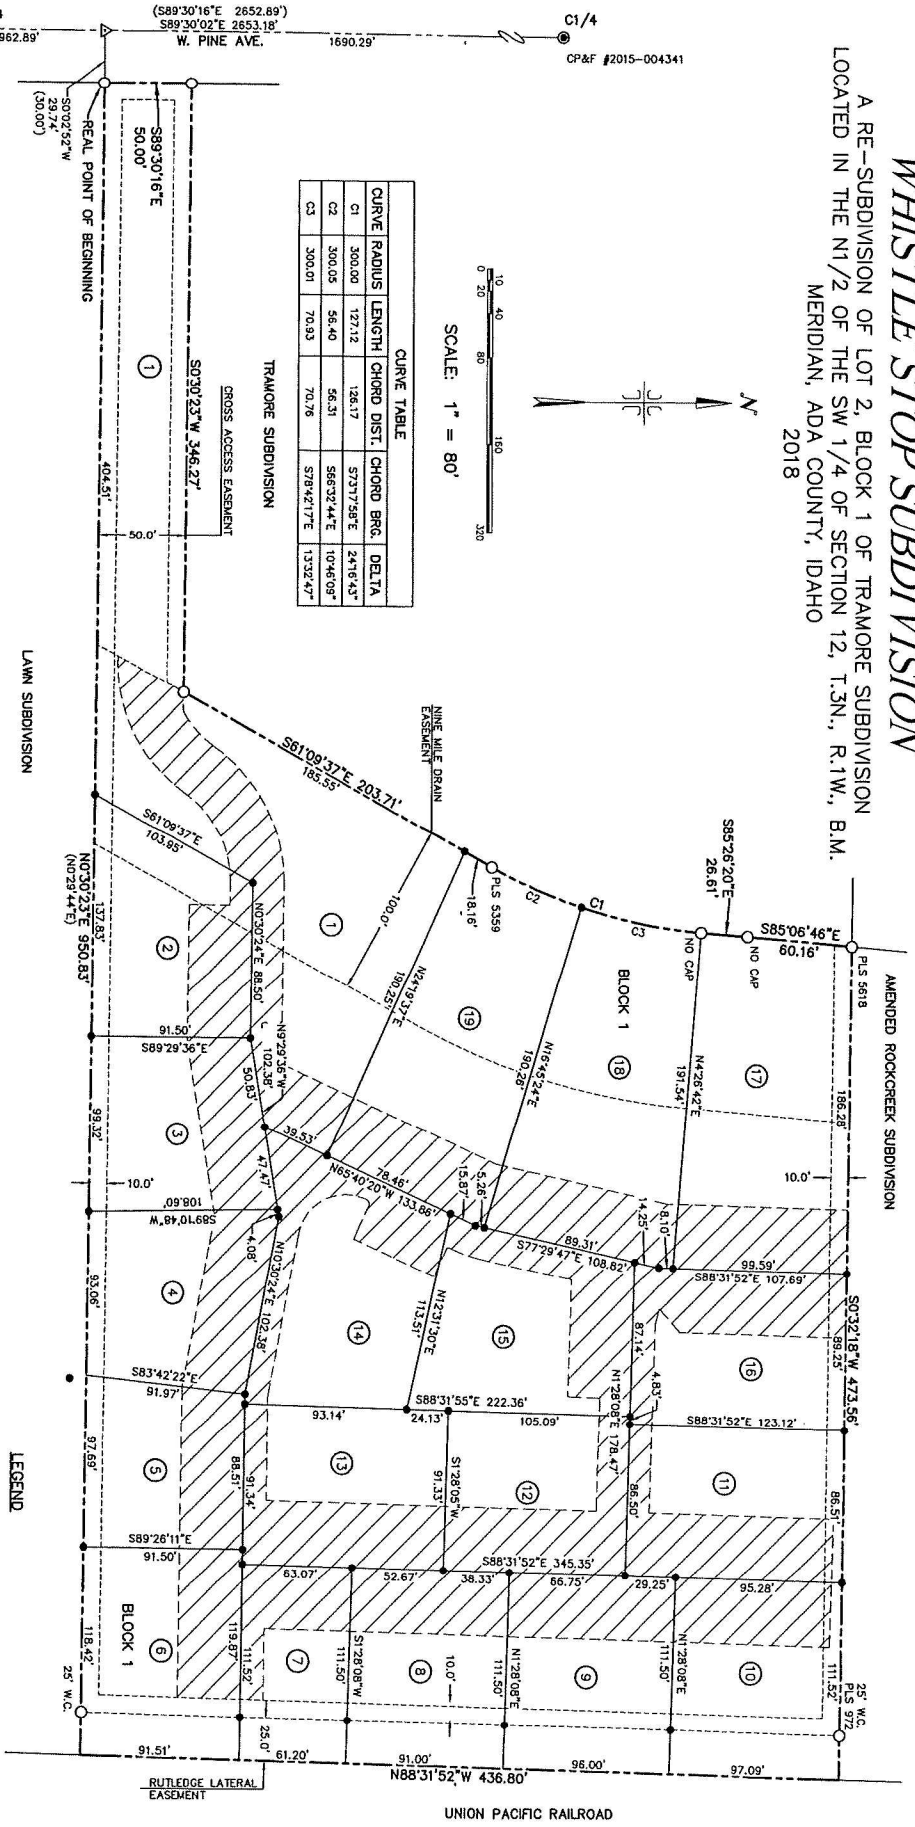 WHISTLE STOP SUBDIVISION
A RE-SUBDIVISION OF LOT 2, BLOCK 1 OF TRAMORE SUBDIVISION
LOCATED IN THE N1/2 OF THE SW 1/4 OF SECTION 12, T.3N., R.1W., B.M.
MERIDIAN, ADA COUNTY, IDAHO
2018
(S89°30'16"E 2652.89')
S89°30'02"E 2653.18'
W. PINE AVE.
1690.29'
962.89'
C1/4
CP&F #2015-004341
S0°02'52"W
29.74'
(30.00')
REAL POINT OF BEGINNING
S89°30'16"E
50.00'
N
10
0 20 40 80 160 320
SCALE: 1" = 80'
CURVE TABLE
CURVE RADIUS LENGTH CHORD DIST. CHORD BRG. DELTA
C1 300.00 127.12 126.17 S73°17'58"E 24°16'43"
C2 300.05 56.40 56.31 S66°32'44"E 10°46'09"
C3 300.01 70.93 70.76 S78°42'17"E 13°32'47"
TRAMORE SUBDIVISION
S0°30'23"W 346.27'
CROSS ACCESS EASEMENT
50.0'
1
404.51'
LAWN SUBDIVISION
N0°30'23"E 950.83'
(N0°29'44"E)
137.83'
99.32'
93.06'
97.69'
118.42'
S61°09'37"E 203.71'
185.55'
18.16'
NINE MILE DRAIN
EASEMENT
100.0'
PLS 5359
C2
C1
C3
S85°26'20"E
26.61'
NO CAP
NO CAP
S85°06'46"E
60.16'
PLS 5618
AMENDED ROCKCREEK SUBDIVISION
186.28'
10.0'
S0°32'18"W 473.56'
89.25'
86.51'
111.52'
25' W.C.
PLS 972
BLOCK 1
1
19
18
17
N24°19'37"E
190.25'
N16°45'24"E
190.26'
N4°26'42"E
191.54'
S61°09'37"E
103.95'
N0°30'24"E 88.50'
2
91.50'
S89°29'36"E
50.83'
N9°29'36"W
102.38'
47.47'
3
10.0'
108.60'
S89°10'48"W
4.08'
N10°30'24"E 102.38'
4
S83°42'22"E
91.97'
39.53'
N65°40'20"W 133.86'
78.46'
15.87'
5.26'
89.31'
S77°29'47"E 108.82'
14.25'
8.10'
99.59'
S88°31'52"E 107.69'
14
15
16
N12°31'30"E
113.51'
87.14'
4.83'
N1°28'08"E 178.47'
86.50'
S88°31'55"E 222.36'
93.14'
24.13'
105.09'
S88°31'52"E 123.12'
13
12
11
S1°28'05"W
91.33'
91.34'
88.51'
5
S89°26'11"E
91.50'
S88°31'52"E 345.35'
63.07'
52.67'
38.33'
66.75'
29.25'
95.28'
BLOCK 1
6
7
8
9
10
119.87'
111.52'
S1°28'08"W
111.50'
10.0'
N1°28'08"E
111.50'
N1°28'08"E
111.50'
25' W.C.
25.0'
91.51'
61.20'
91.00'
96.00'
97.09'
N88°31'52"W 436.80'
RUTLEDGE LATERAL
EASEMENT
UNION PACIFIC RAILROAD
LEGEND